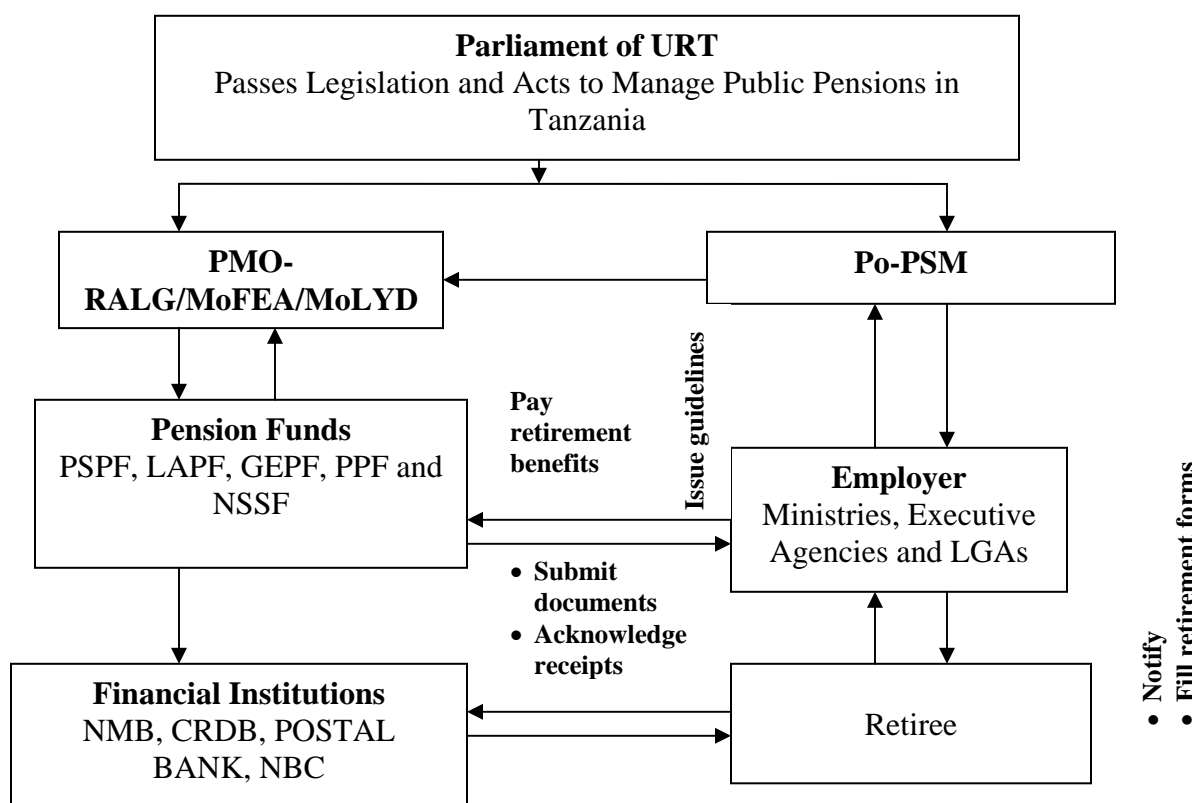 Parliament of URT
Passes Legislation and Acts to Manage Public Pensions in
Tanzania
PMO-
RALG/MoFEA/MoLYD
Po-PSM
Pension Funds
PSPF, LAPF, GEPF, PPF and
NSSF
Pay
retirement
benefits
Issue guidelines
Employer
Ministries, Executive
Agencies and LGAs
• Submit
documents
• Acknowledge
receipts
• Notify
• Fill retirement forms
Financial Institutions
NMB, CRDB, POSTAL
BANK, NBC
Retiree